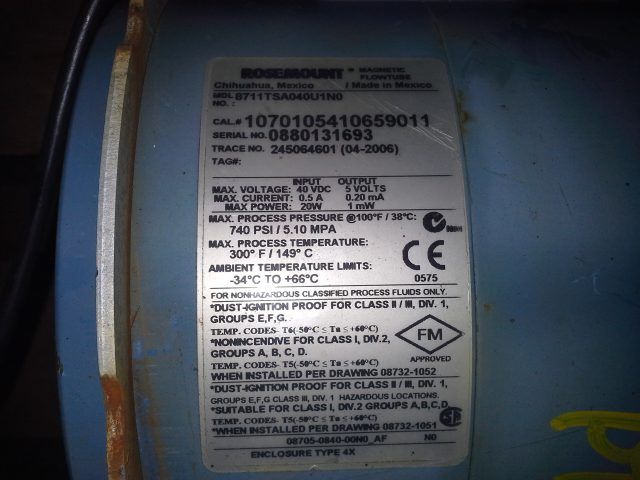 ROSEMOUNT® MAGNETIC FLOWTUBE
Chihuahua, Mexico / Made in Mexico
MDL 8711TSA040U1N0
NO.:
CAL.# 1070105410659011
SERIAL NO. 0880131693
TRACE NO. 245064601 (04-2006)
TAG#:
INPUT OUTPUT
MAX. VOLTAGE: 40 VDC 5 VOLTS
MAX. CURRENT: 0.5 A 0.20 mA
MAX POWER: 20W 1 mW
MAX. PROCESS PRESSURE @100°F / 38°C:
740 PSI / 5.10 MPA
MAX. PROCESS TEMPERATURE:
300° F / 149° C
CE
AMBIENT TEMPERATURE LIMITS:
-34°C TO +66°C
0575
FOR NONHAZARDOUS CLASSIFIED PROCESS FLUIDS ONLY.
*DUST-IGNITION PROOF FOR CLASS II / III, DIV. 1,
GROUPS E,F,G.
TEMP. CODES- T6(-50°C ≤ Ta ≤ +60°C)
*NONINCENDIVE FOR CLASS I, DIV.2,
GROUPS A, B, C, D.
TEMP. CODES- T5(-50°C ≤ Ta ≤ +60°C)
FM
APPROVED
WHEN INSTALLED PER DRAWING 08732-1052
*DUST-IGNITION PROOF FOR CLASS II / III, DIV. 1,
GROUPS E,F,G CLASS III, DIV. 1 HAZARDOUS LOCATIONS.
*SUITABLE FOR CLASS I, DIV.2 GROUPS A,B,C,D,
TEMP. CODES- T5(-50°C ≤ Ta ≤ +60°C)
*WHEN INSTALLED PER DRAWING 08732-1051
08705-0840-00N0_AF N0
ENCLOSURE TYPE 4X